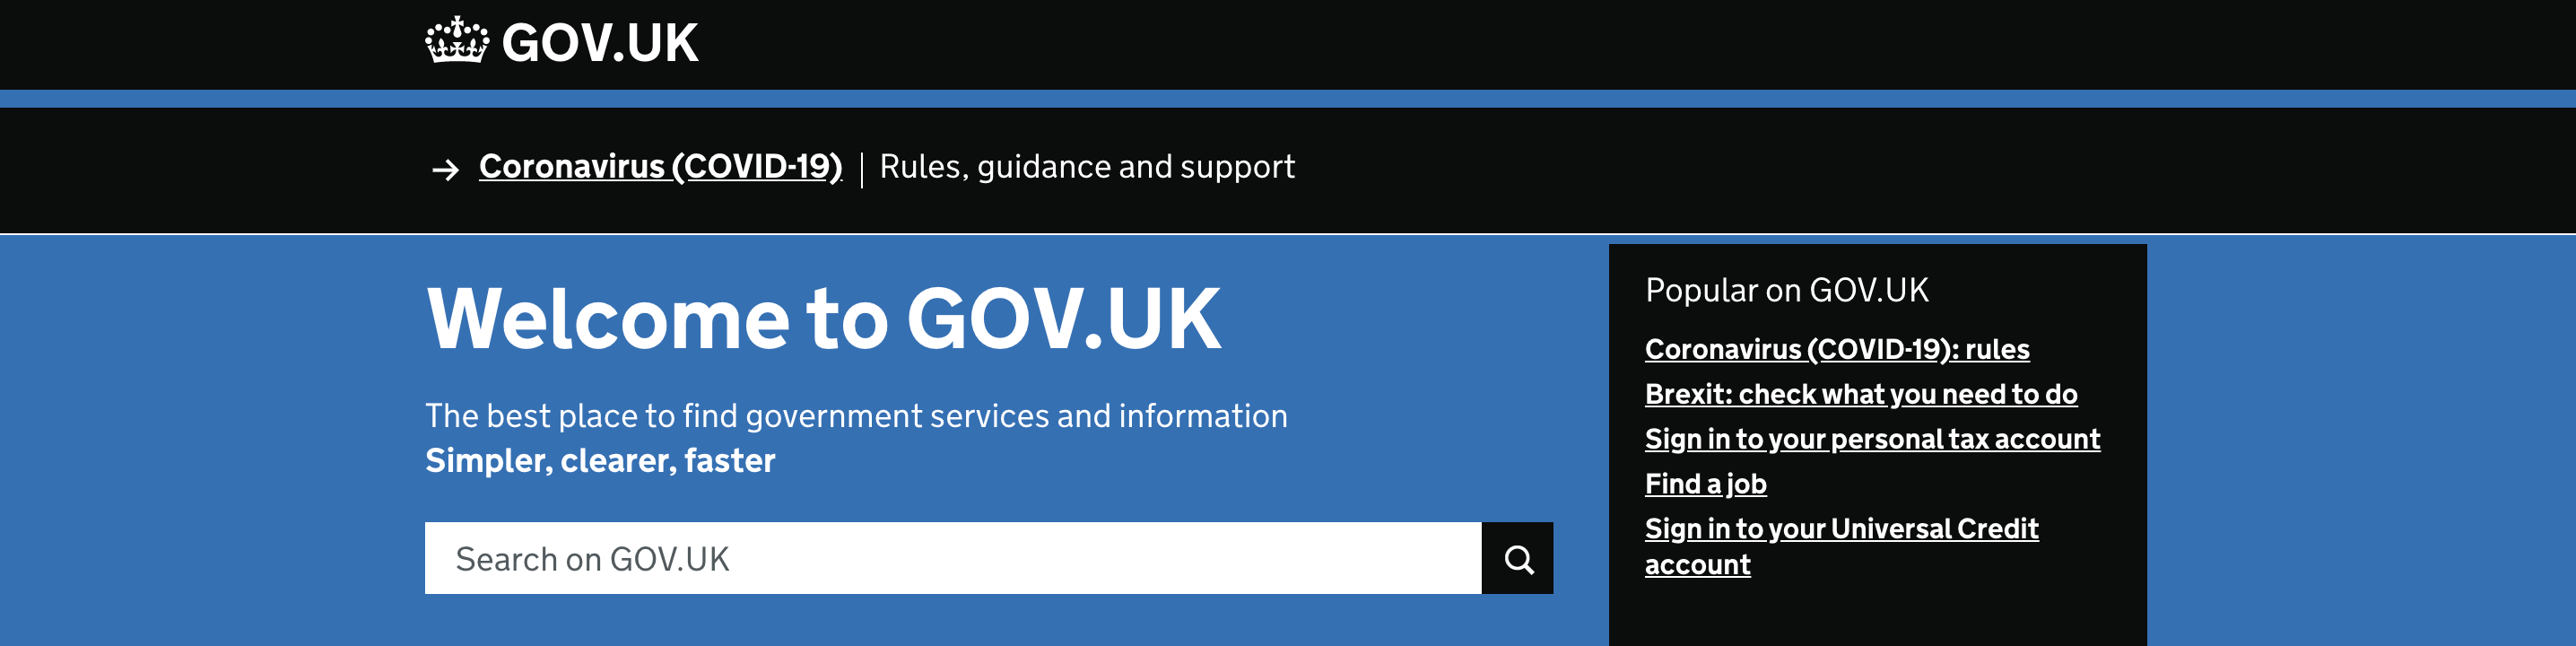 GOV.UK
→ Coronavirus (COVID-19) | Rules, guidance and support
Welcome to GOV.UK
The best place to find government services and information
Simpler, clearer, faster
Search on GOV.UK
Popular on GOV.UK
Coronavirus (COVID-19): rules
Brexit: check what you need to do
Sign in to your personal tax account
Find a job
Sign in to your Universal Credit
account